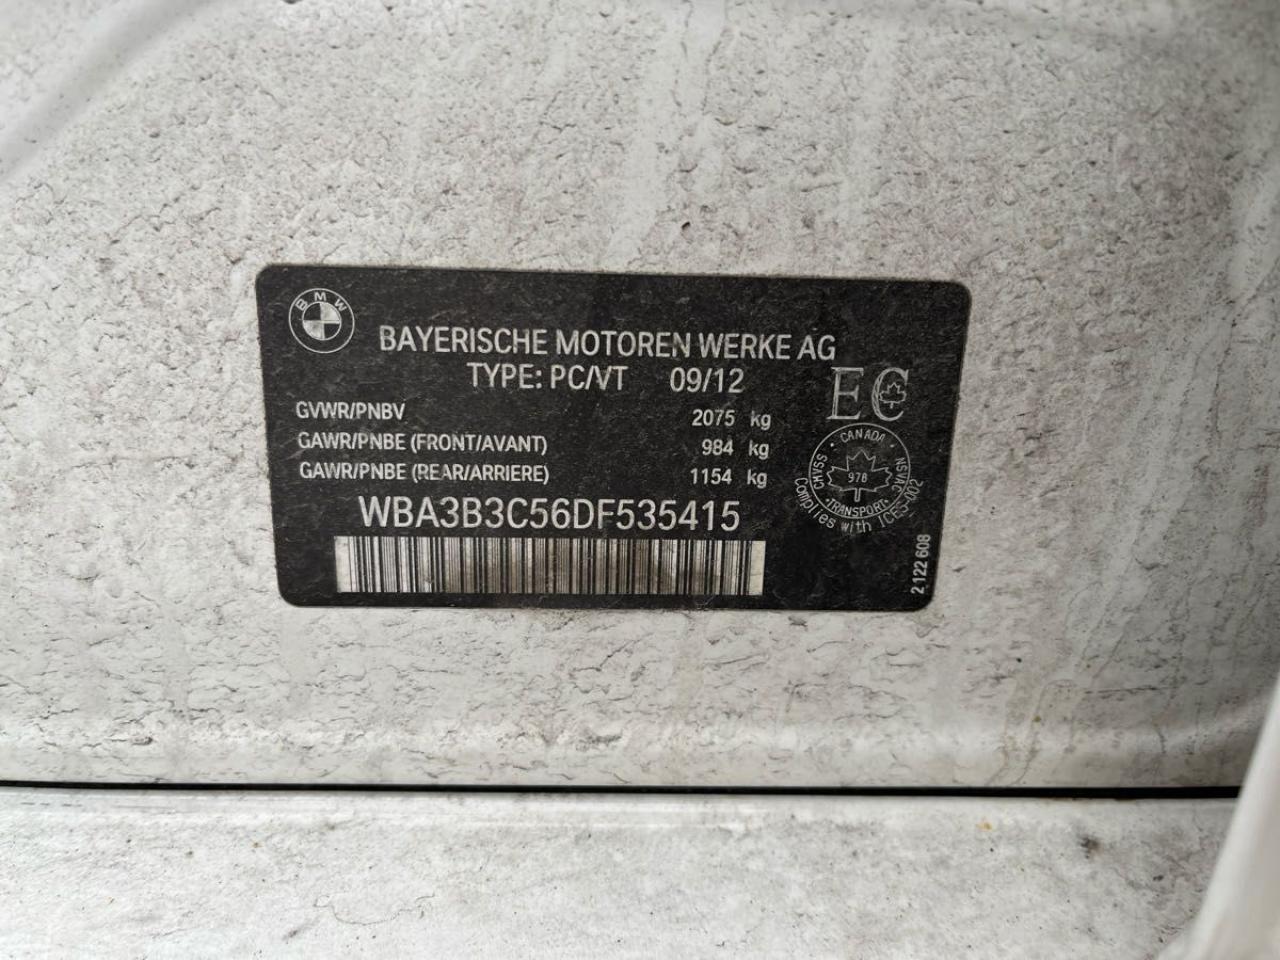 BMW
BAYERISCHE MOTOREN WERKE AG
TYPE: PC/VT 09/12
EC
GVWR/PNBV 2075 kg
GAWR/PNBE (FRONT/AVANT) 984 kg
GAWR/PNBE (REAR/ARRIERE) 1154 kg
CANADA
CMVSS
NSVAC
978
TRANSPORT
Complies with ICES-002
WBA3B3C56DF535415
2 122 608